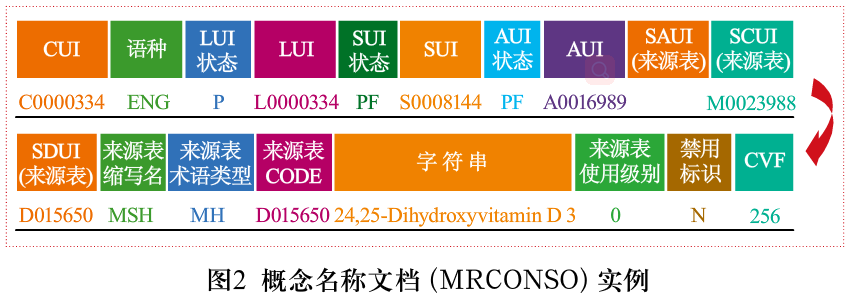 CUI 语种 LUI 状态 LUI SUI 状态 SUI AUI 状态 AUI SAUI (来源表) SCUI (来源表)
C0000334 ENG P L0000334 PF S0008144 PF A0016989 M0023988
SDUI (来源表) 来源表 缩写名 来源表 术语类型 来源表 CODE 字符串 来源表 使用级别 禁用 标识 CVF
D015650 MSH MH D015650 24,25-Dihydroxyvitamin D 3 0 N 256
图2 概念名称文档(MRCONSO)实例